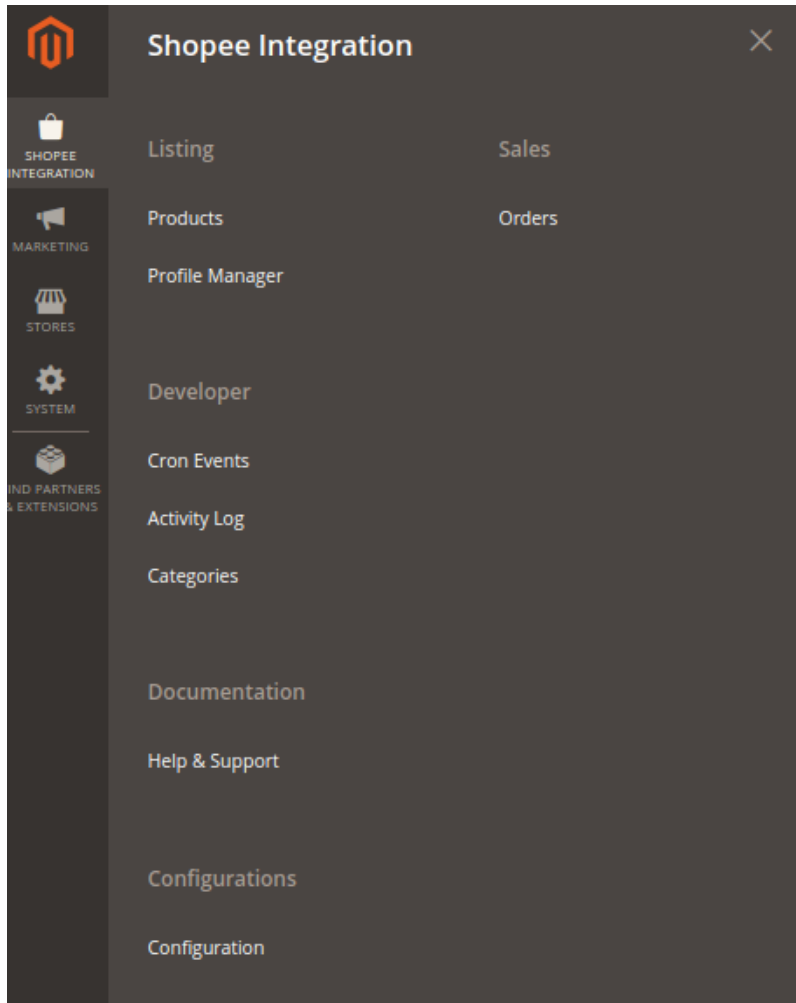 Shopee Integration
SHOPEE
INTEGRATION
MARKETING
STORES
SYSTEM
IND PARTNERS
& EXTENSIONS
Listing
Products
Profile Manager
Sales
Orders
Developer
Cron Events
Activity Log
Categories
Documentation
Help & Support
Configurations
Configuration